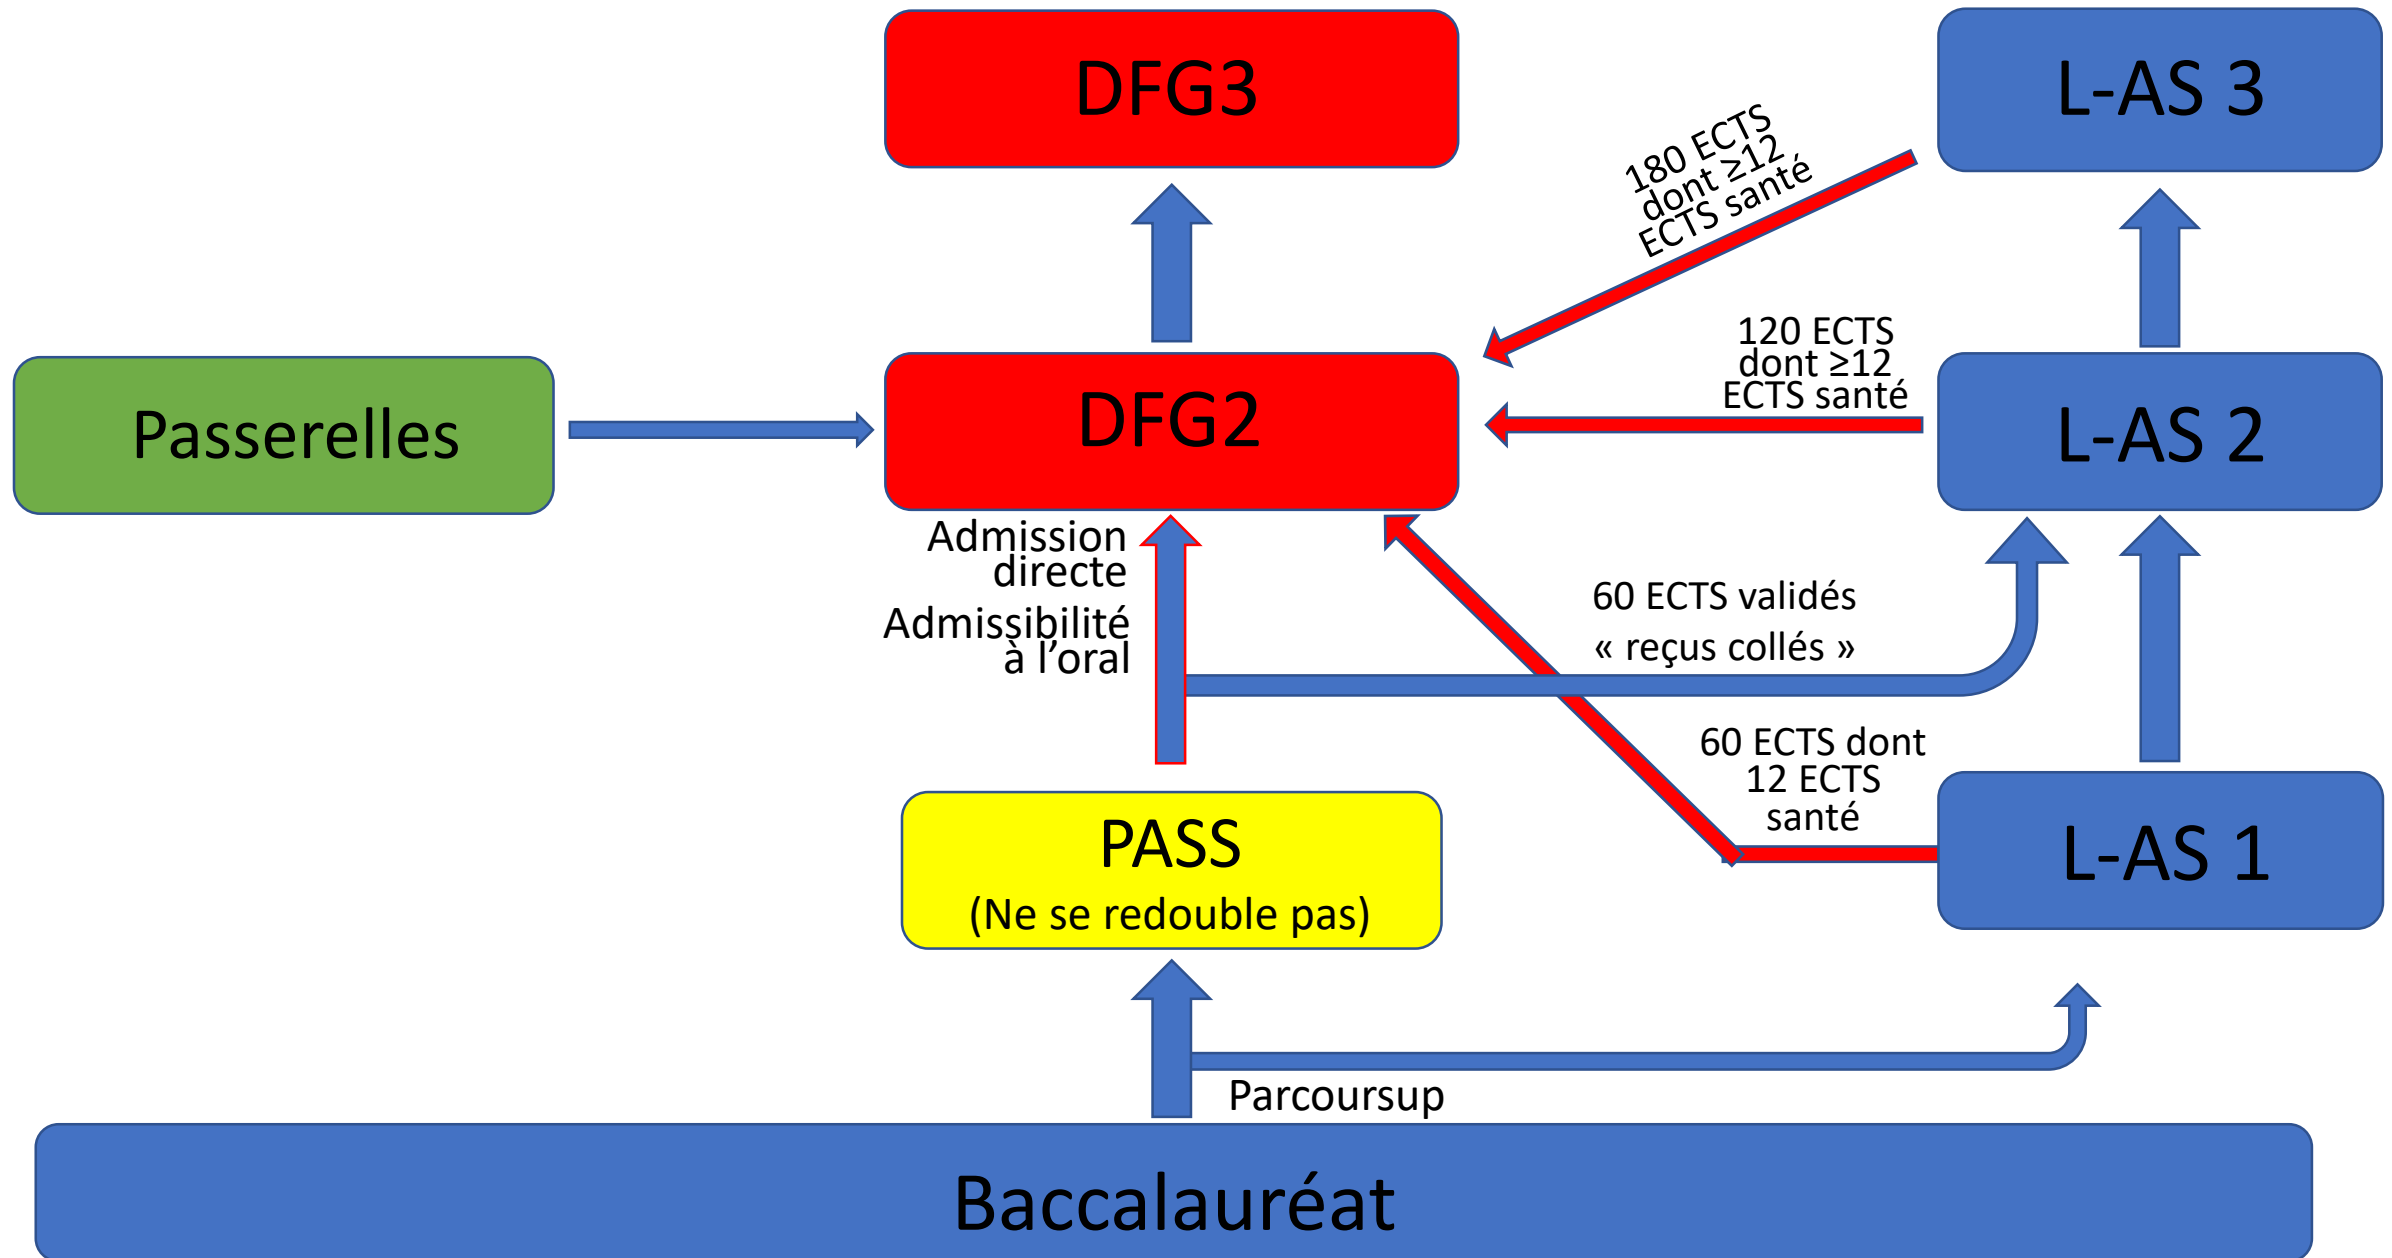 DFG3
L-AS 3
180 ECTS
dont ≥12
ECTS santé
120 ECTS
dont ≥12
ECTS santé
Passerelles
DFG2
L-AS 2
Admission
directe
Admissibilité
à l’oral
60 ECTS validés
« reçus collés »
60 ECTS dont
12 ECTS
santé
PASS
(Ne se redouble pas)
L-AS 1
Parcoursup
Baccalauréat